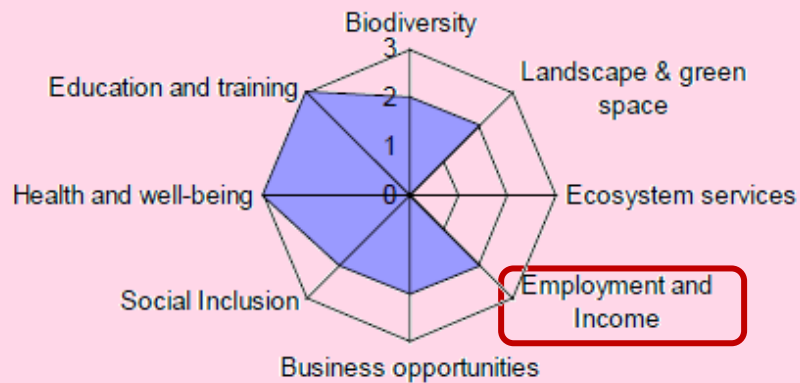 Biodiversity
3
Education and training
Landscape & green
space
2
1
Health and well-being
0
Ecosystem services
Social Inclusion
Employment and
Income
Business opportunities